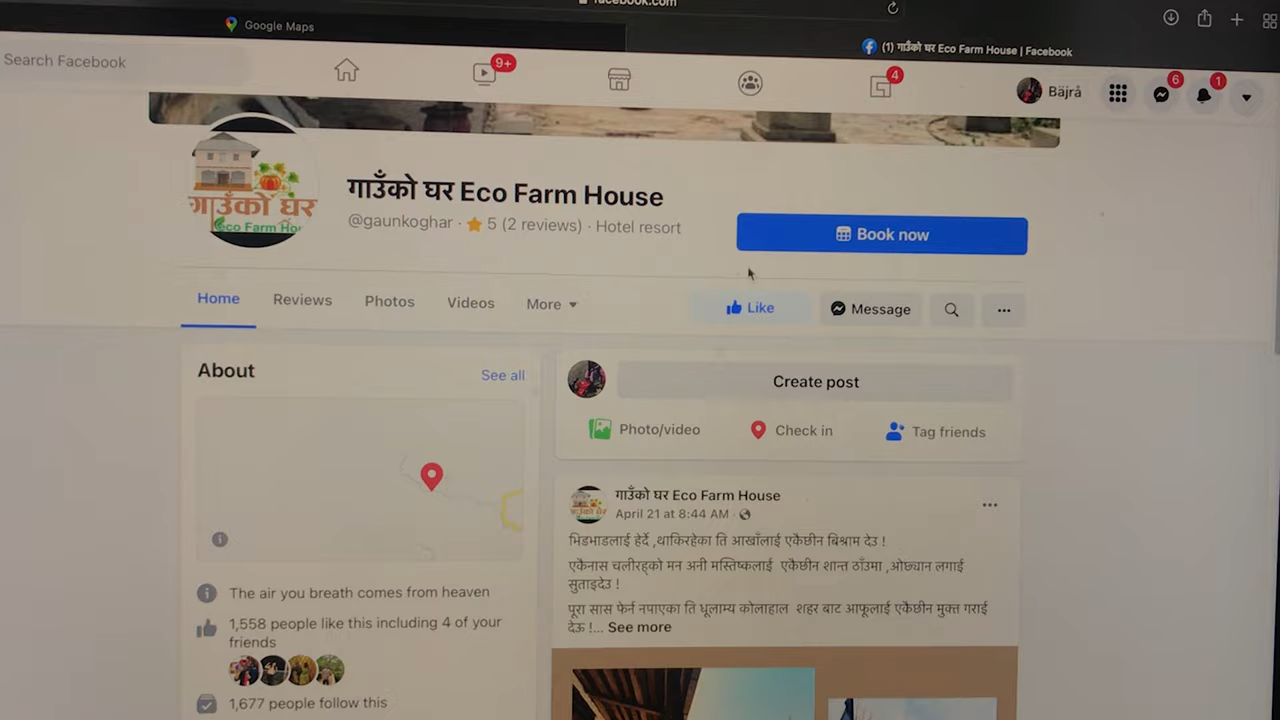 facebook.com
Google Maps
(1) गाउँको घर Eco Farm House | Facebook
Search Facebook
9+
4
Bäjrå
6
1
गाउँको घर
गाउँको घर Eco Farm House
@gaunkoghar · 5 (2 reviews) · Hotel resort
Book now
Home Reviews Photos Videos More
Like Message
About
See all
Create post
Photo/video Check in Tag friends
गाउँको घर Eco Farm House
April 21 at 8:44 AM
भिडभाडलाई हेर्दे ,थाकिरहेका ति आखाँलाई एकैछीन बिश्राम देउ !
एकैनास चलीरह्को मन अनी मस्तिष्कलाई एकैछीन शान्त ठाँउमा ,ओछ्यान लगाई
सुताइदेउ !
पूरा सास फेर्न नपाएका ति धूलाम्य कोलाहाल शहर बाट आफूलाई एकैछीन मुक्त गराई
देऊ !... See more
The air you breath comes from heaven
1,558 people like this including 4 of your
friends
1,677 people follow this